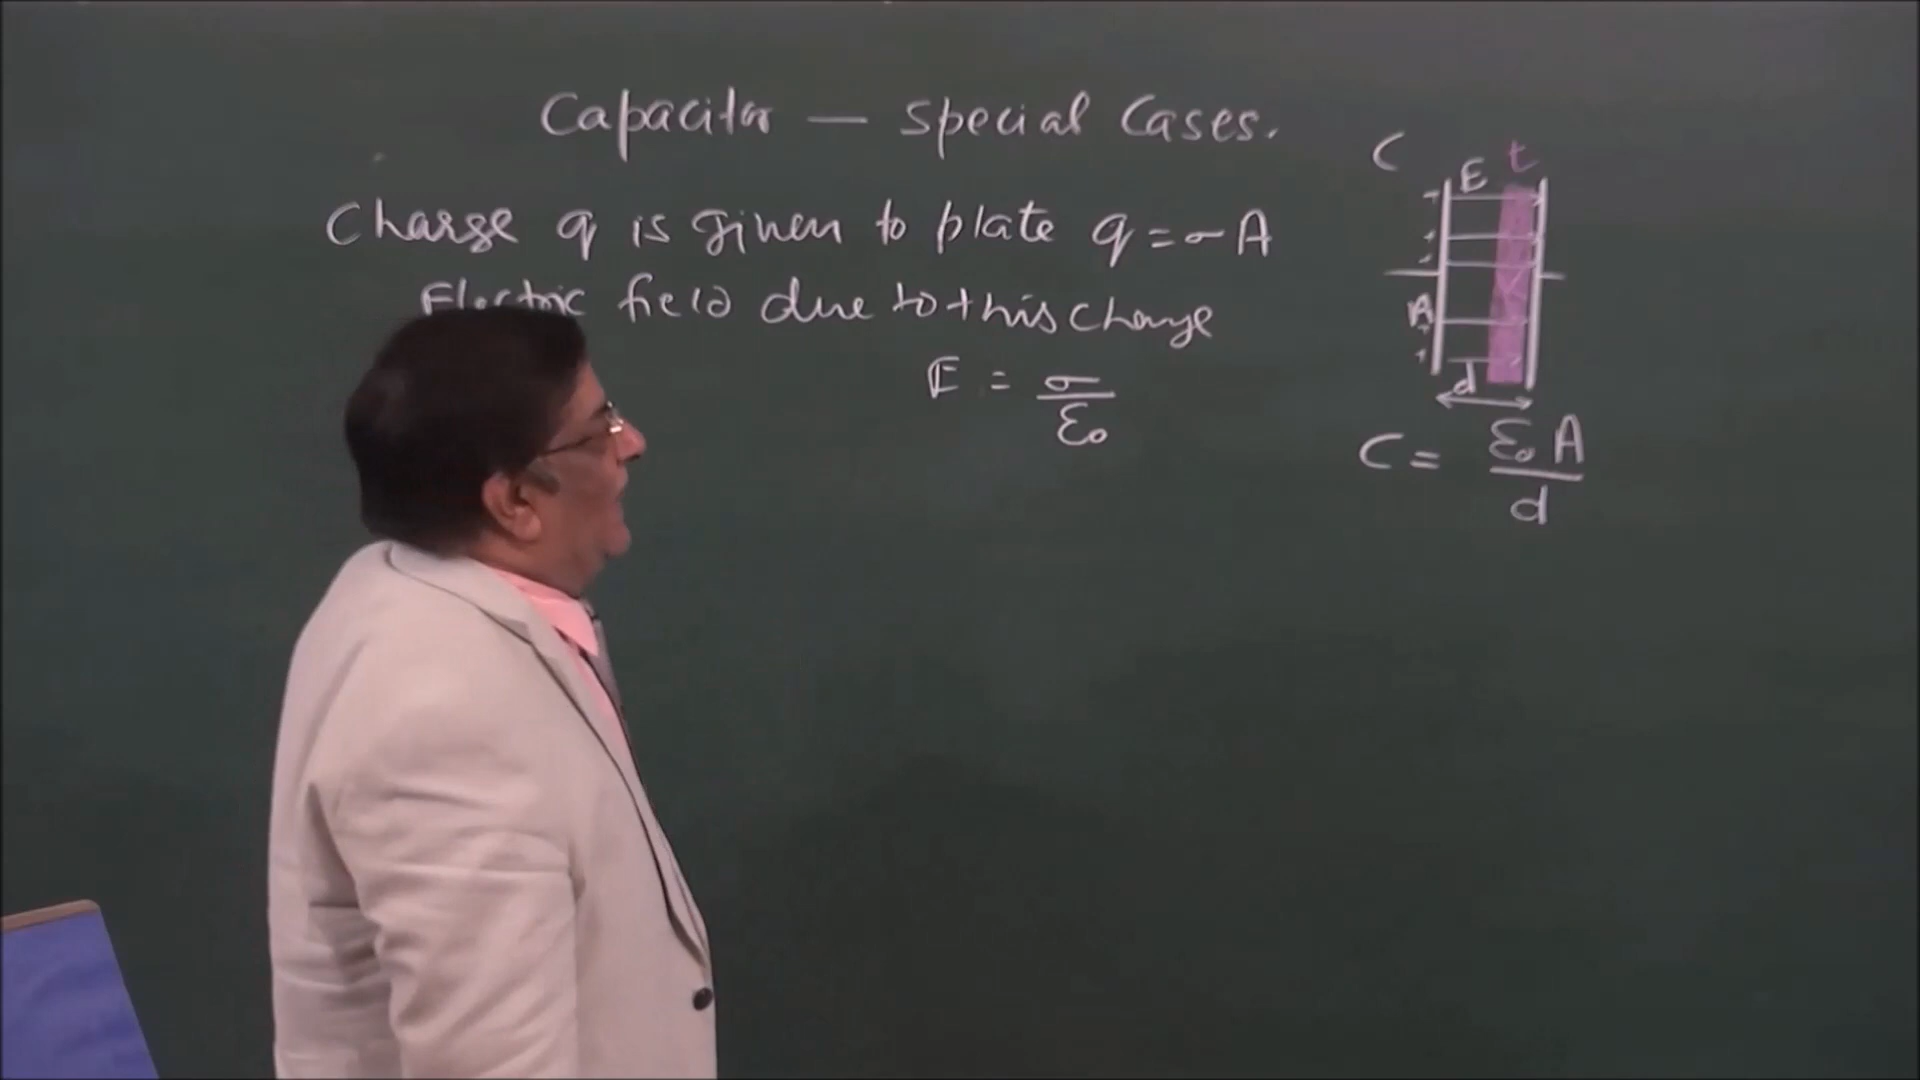 Capacitor — Special Cases.
Charge q is given to plate q = σA
Electric field due to this charge
E = σ/ε₀
C
E t
+
+
+
A
+
+
d
C = ε₀A/d